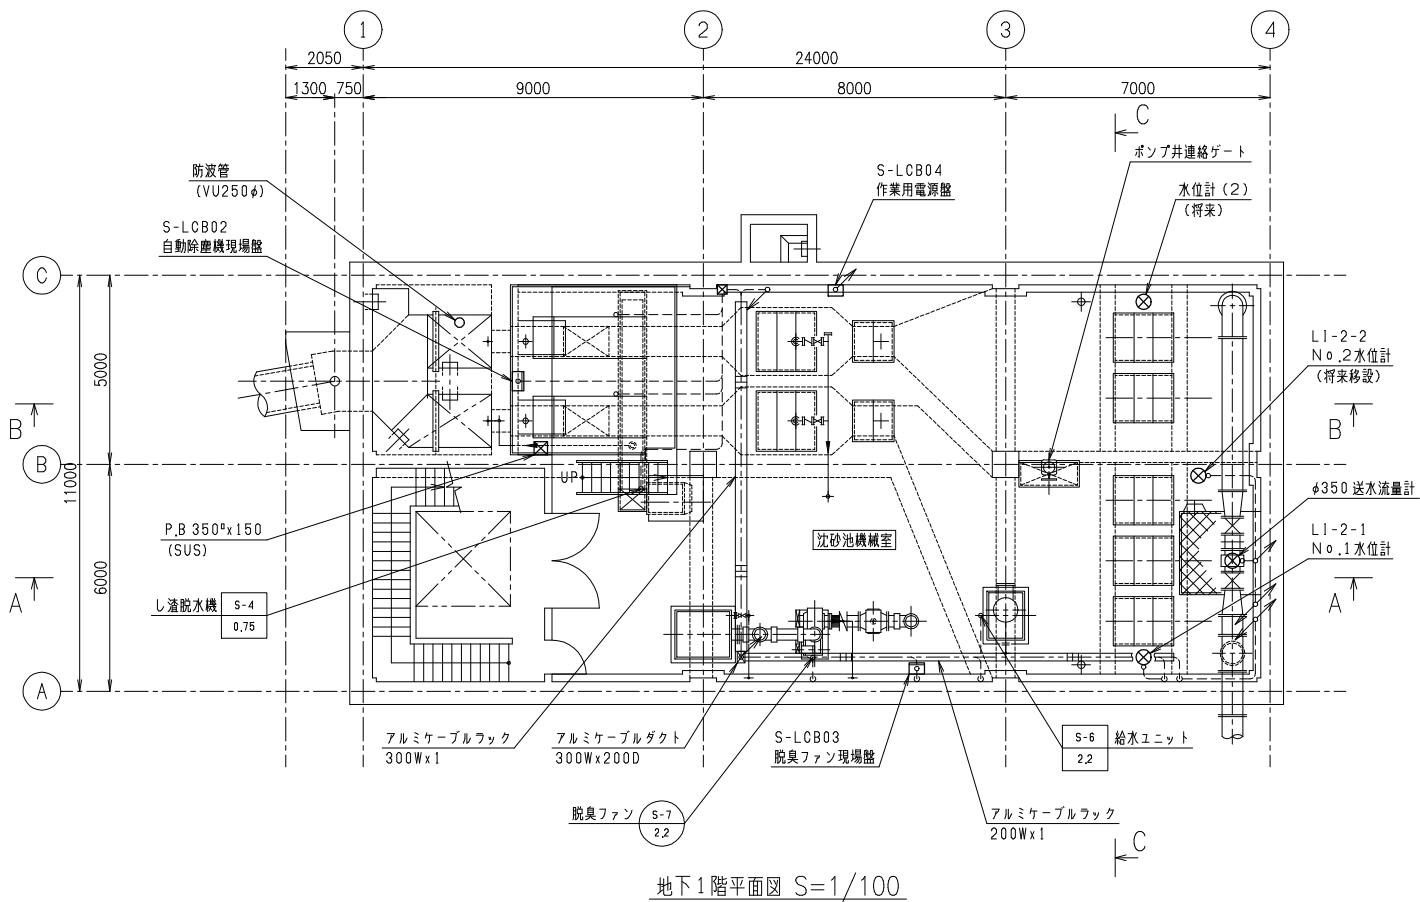 1
2
3
4
2050
24000
1300
750
9000
8000
7000
C
ポンプ井連絡ゲート
防波管
(VU250φ)
S-LCB04
作業用電源盤
水位計(2)
(将来)
S-LCB02
自動除塵機現場盤
C
LI-2-2
No.2水位計
(将来移設)
5000
B
B
B
11000
UP
φ350送水流量計
P.B 350□x150
(SUS)
沈砂池機械室
LI-2-1
No.1水位計
6000
A
A
し渣脱水機
S-4
0.75
A
アルミケーブルラック
300Wx1
アルミケーブルダクト
300Wx200D
S-LCB03
脱臭ファン現場盤
S-6
2.2
給水ユニット
脱臭ファン
S-7
2.2
アルミケーブルラック
200Wx1
C
地下1階平面図 S=1/100